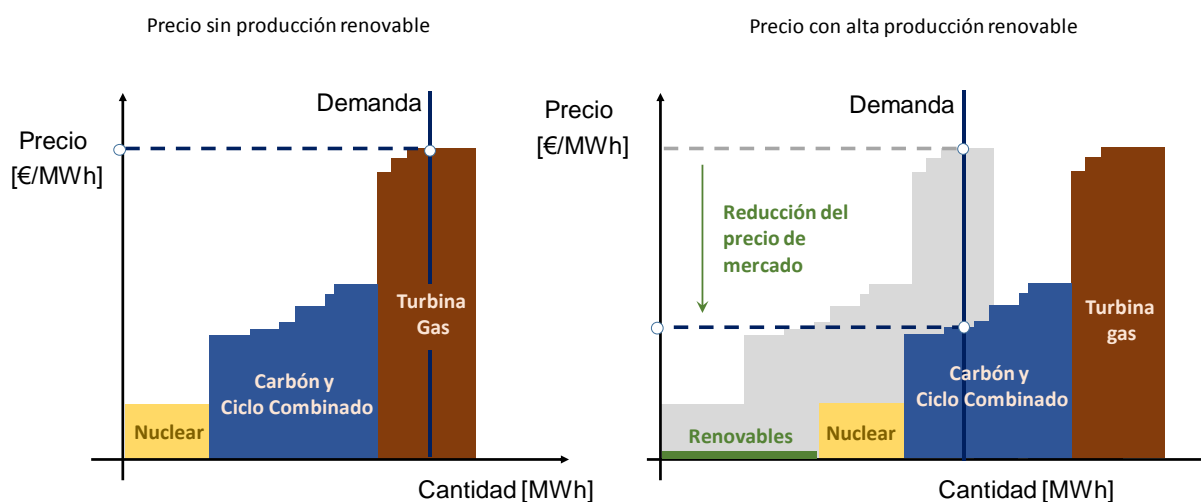 Precio sin producción renovable
Demanda
Precio
[€/MWh]
Turbina
Gas
Carbón y
Ciclo Combinado
Nuclear
Cantidad [MWh]
Precio con alta producción renovable
Demanda
Precio
[€/MWh]
Reducción del
precio de
mercado
Turbina
gas
Carbón y
Ciclo Combinado
Renovables
Nuclear
Cantidad [MWh]